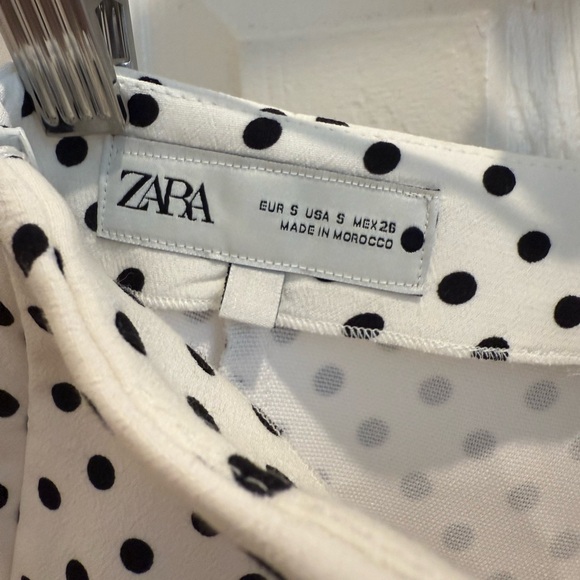 ZARA
EUR S USA S MEX 26
MADE IN MOROCCO